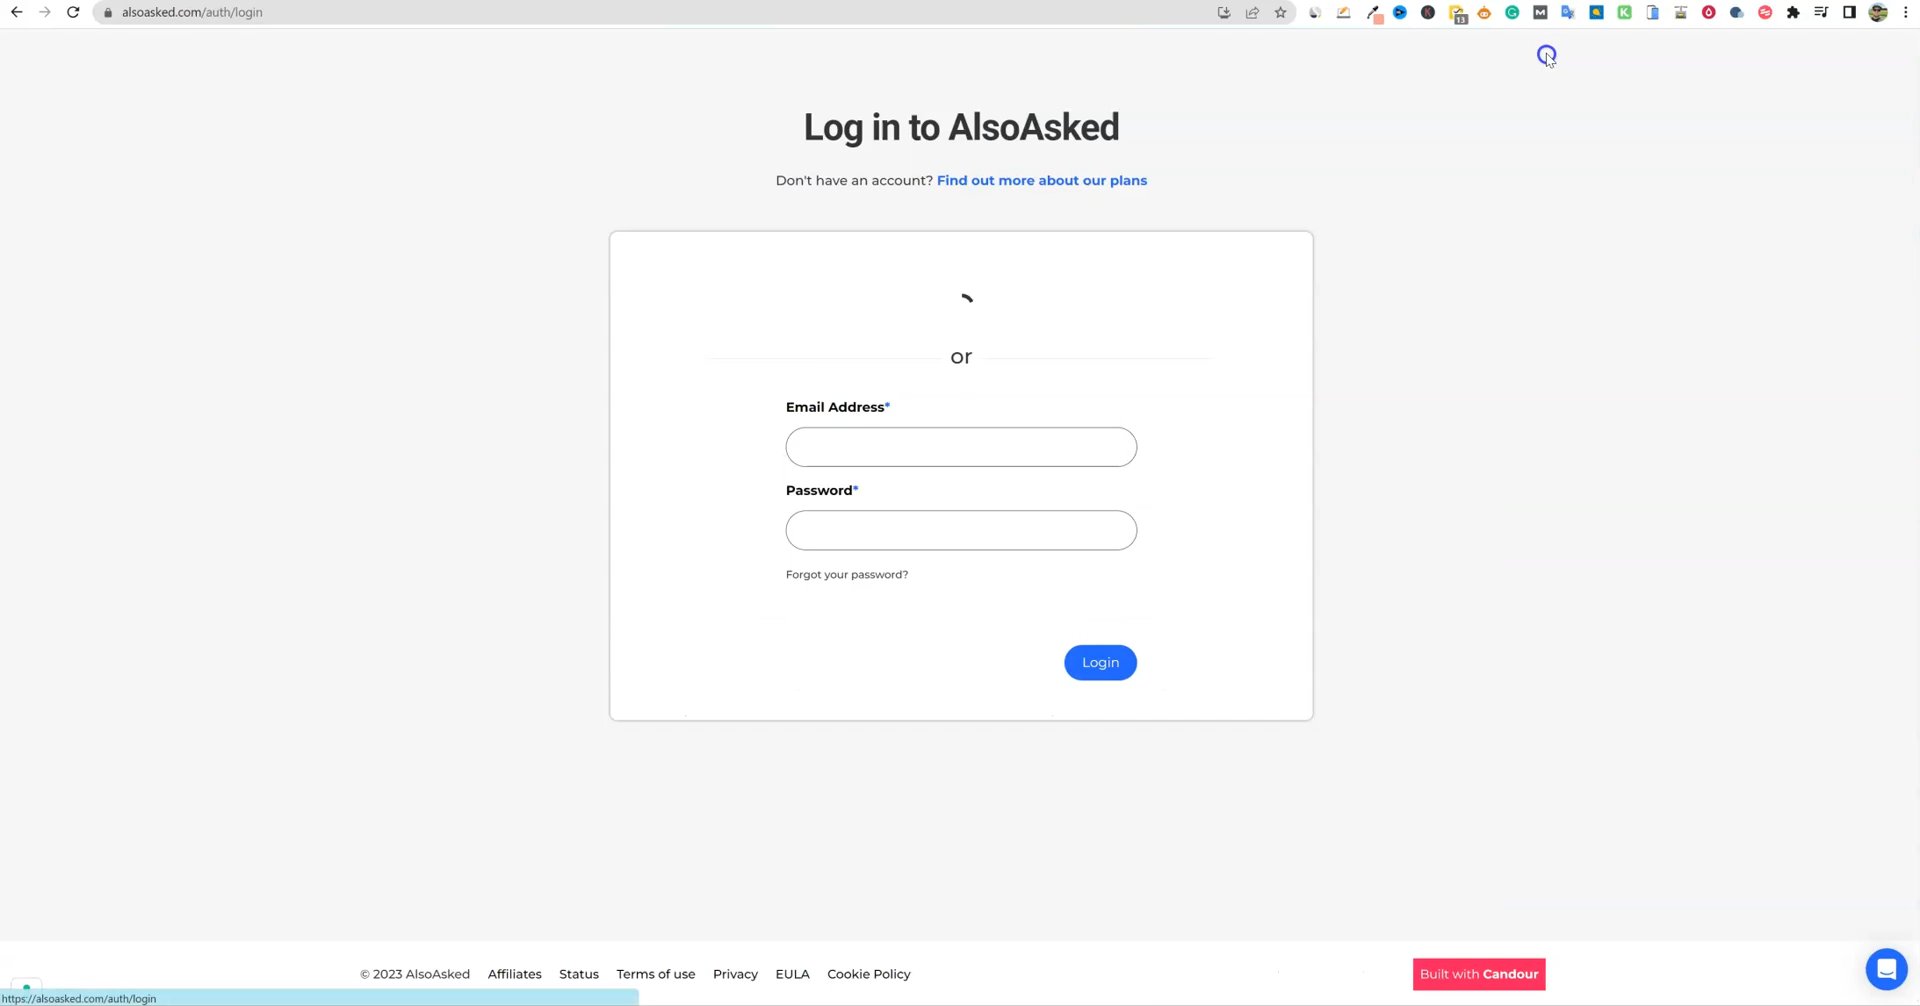 alsoasked.com/auth/login
13
Log in to AlsoAsked
Don't have an account? Find out more about our plans
or
Email Address*
Password*
Forgot your password?
Login
© 2023 AlsoAsked Affiliates Status Terms of use Privacy EULA Cookie Policy
Built with Candour
https://alsoasked.com/auth/login